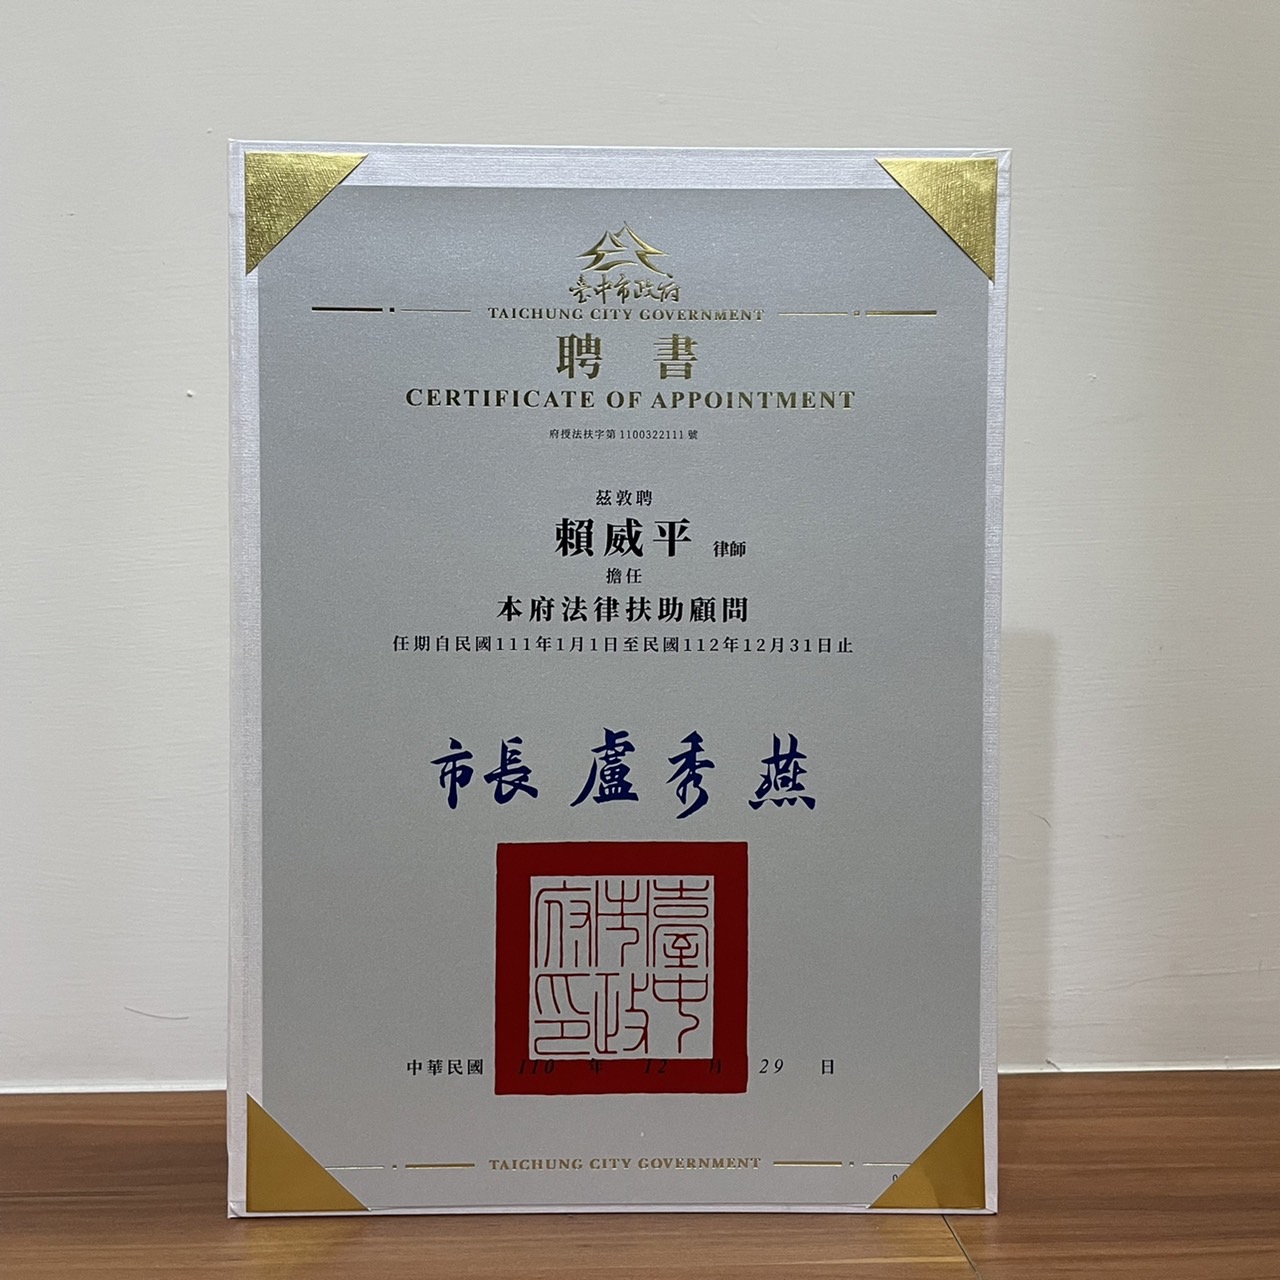 臺中市政府
TAICHUNG CITY GOVERNMENT
聘書
CERTIFICATE OF APPOINTMENT
府授法扶字第1100322111號
茲敦聘
賴威平 律師
擔任
本府法律扶助顧問
任期自民國111年1月1日至民國112年12月31日止
市長 盧秀燕
臺中市政府印
中華民國 110 年 12 月 29 日
TAICHUNG CITY GOVERNMENT